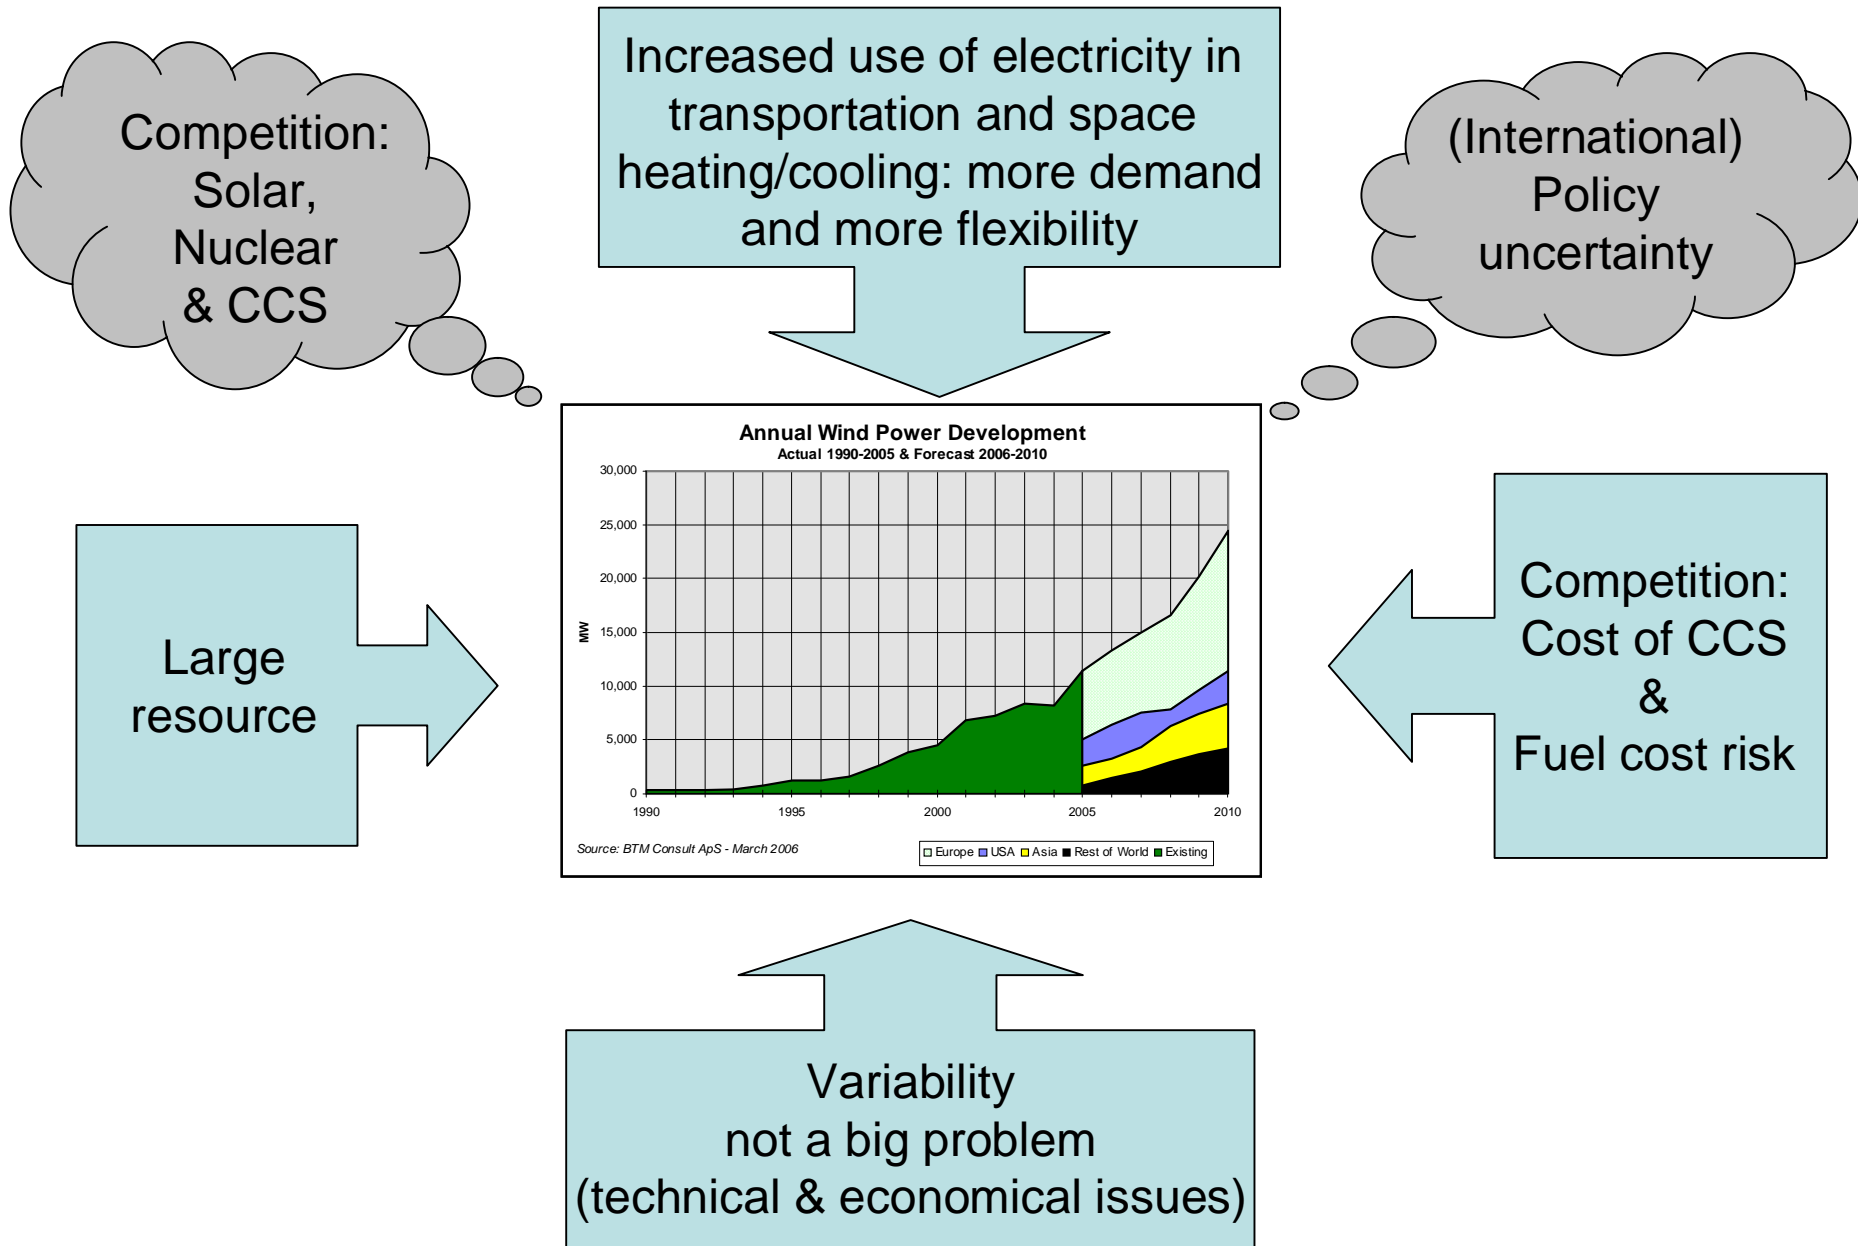 Competition:
Solar,
Nuclear
& CCS
Increased use of electricity in
transportation and space
heating/cooling: more demand
and more flexibility
(International)
Policy
uncertainty
Large
resource
Annual Wind Power Development
Actual 1990-2005 & Forecast 2006-2010
30,000
25,000
20,000
15,000
10,000
5,000
0
MW
1990 1995 2000 2005 2010
Source: BTM Consult ApS - March 2006
Europe USA Asia Rest of World Existing
Competition:
Cost of CCS
&
Fuel cost risk
Variability
not a big problem
(technical & economical issues)